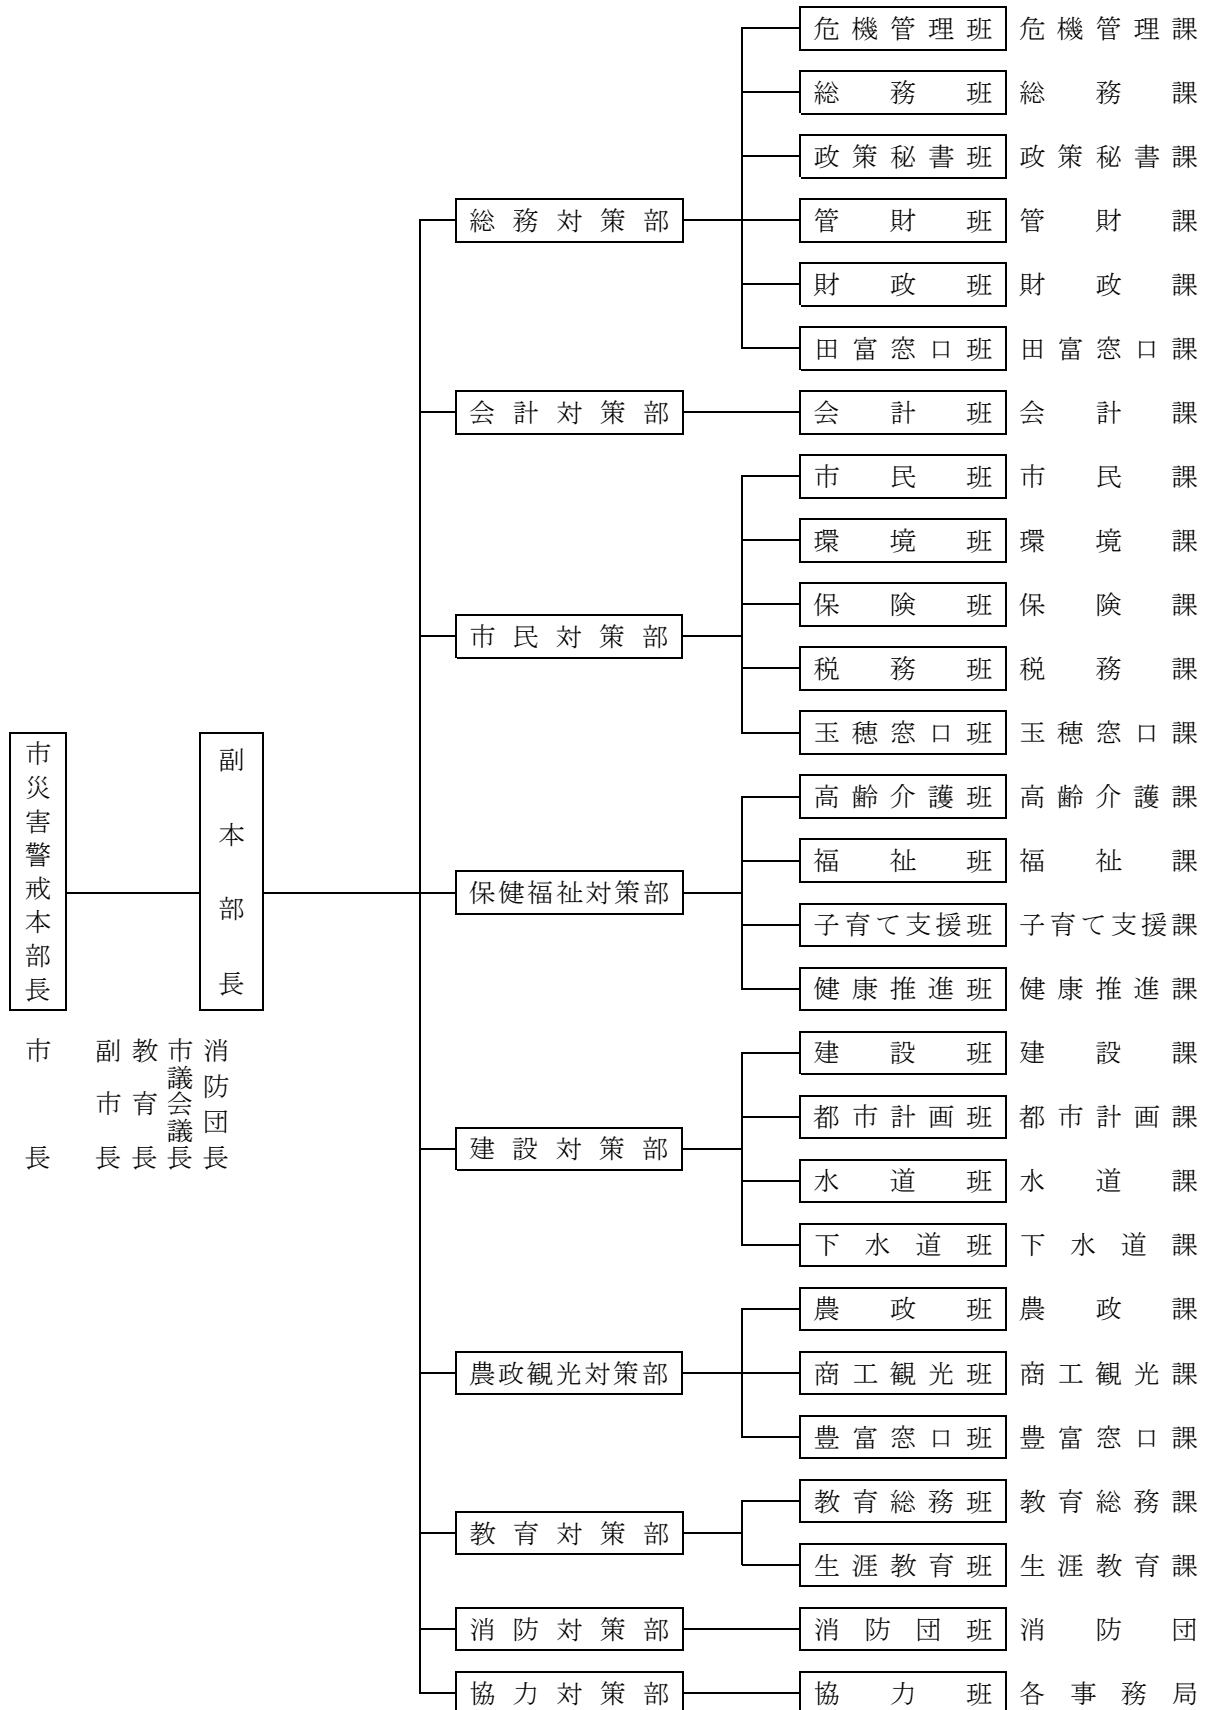 市災害警戒本部長
市長
副本部長
副市長
教育長
市議会議長
消防団長
総務対策部
危機管理班 危機管理課
総務班 総務課
政策秘書班 政策秘書課
管財班 管財課
財政班 財政課
田富窓口班 田富窓口課
会計対策部
会計班 会計課
市民対策部
市民班 市民課
環境班 環境課
保険班 保険課
税務班 税務課
玉穂窓口班 玉穂窓口課
保健福祉対策部
高齢介護班 高齢介護課
福祉班 福祉課
子育て支援班 子育て支援課
健康推進班 健康推進課
建設対策部
建設班 建設課
都市計画班 都市計画課
水道班 水道課
下水道班 下水道課
農政観光対策部
農政班 農政課
商工観光班 商工観光課
豊富窓口班 豊富窓口課
教育対策部
教育総務班 教育総務課
生涯教育班 生涯教育課
消防対策部
消防団班 消防団
協力対策部
協力班 各事務局